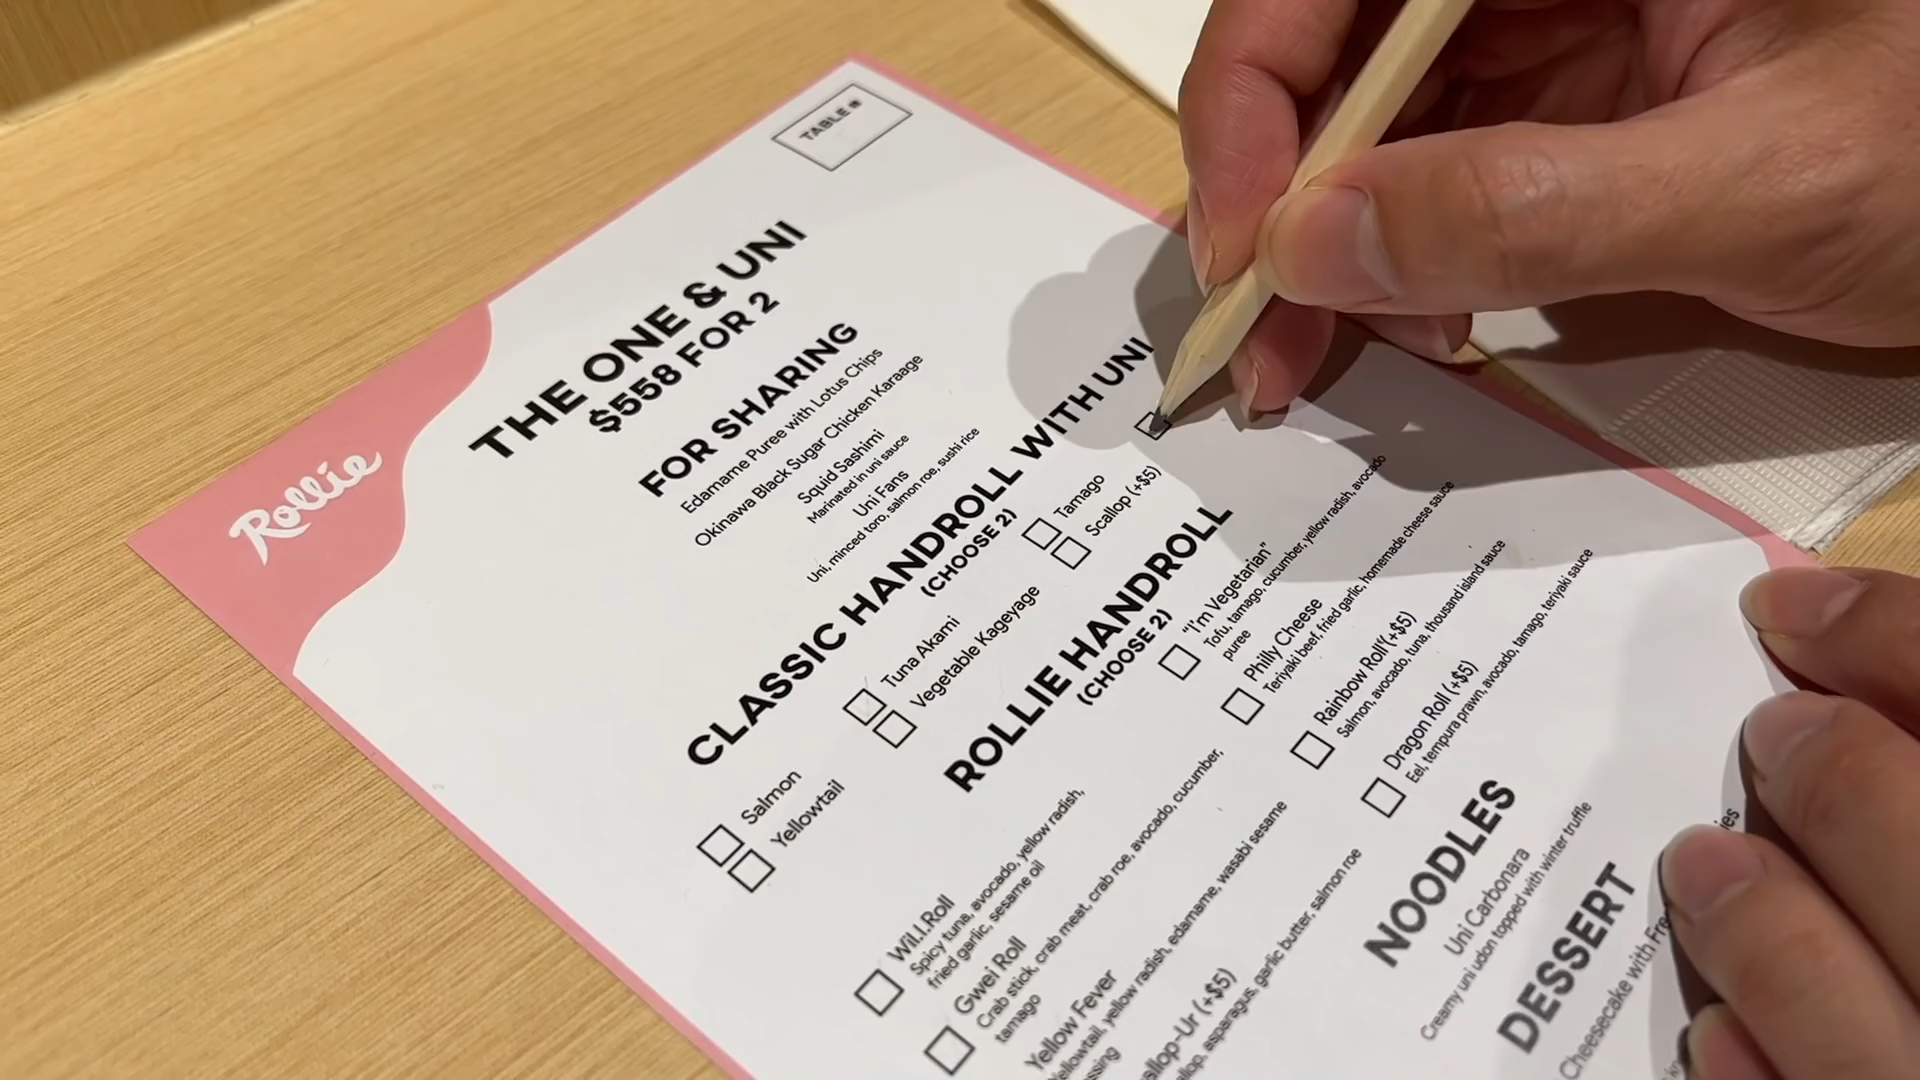 TABLE #
Rollie
THE ONE & UNI
$558 FOR 2
FOR SHARING
Edamame Puree with Lotus Chips
Okinawa Black Sugar Chicken Karaage
Squid Sashimi
Marinated in uni sauce
Uni Fans
Uni, minced toro, salmon roe, sushi rice
CLASSIC HANDROLL WITH UNI
(CHOOSE 2)
Salmon
Yellowtail
Tuna Akami
Vegetable Kageyage
Tamago
Scallop (+$5)
ROLLIE HANDROLL
(CHOOSE 2)
Wil.I.Roll
Spicy tuna, avocado, yellow radish,
fried garlic, sesame oil
Gwei Roll
Crab stick, crab meat, crab roe, avocado, cucumber,
tamago
Yellow Fever
yellow radish, edamame, wasabi sesame
(+$5)
asparagus, garlic butter, salmon roe
"I'm Vegetarian"
Tofu, tamago, cucumber, yellow radish, avocado
puree
Philly Cheese
Teriyaki beef, fried garlic, homemade cheese sauce
Rainbow Roll (+$5)
Salmon, avocado, tuna, thousand island sauce
Dragon Roll (+$5)
Eel, tempura prawn, avocado, tamago, teriyaki sauce
NOODLES
Uni Carbonara
Creamy uni udon topped with winter truffle
DESSERT
Cheesecake with